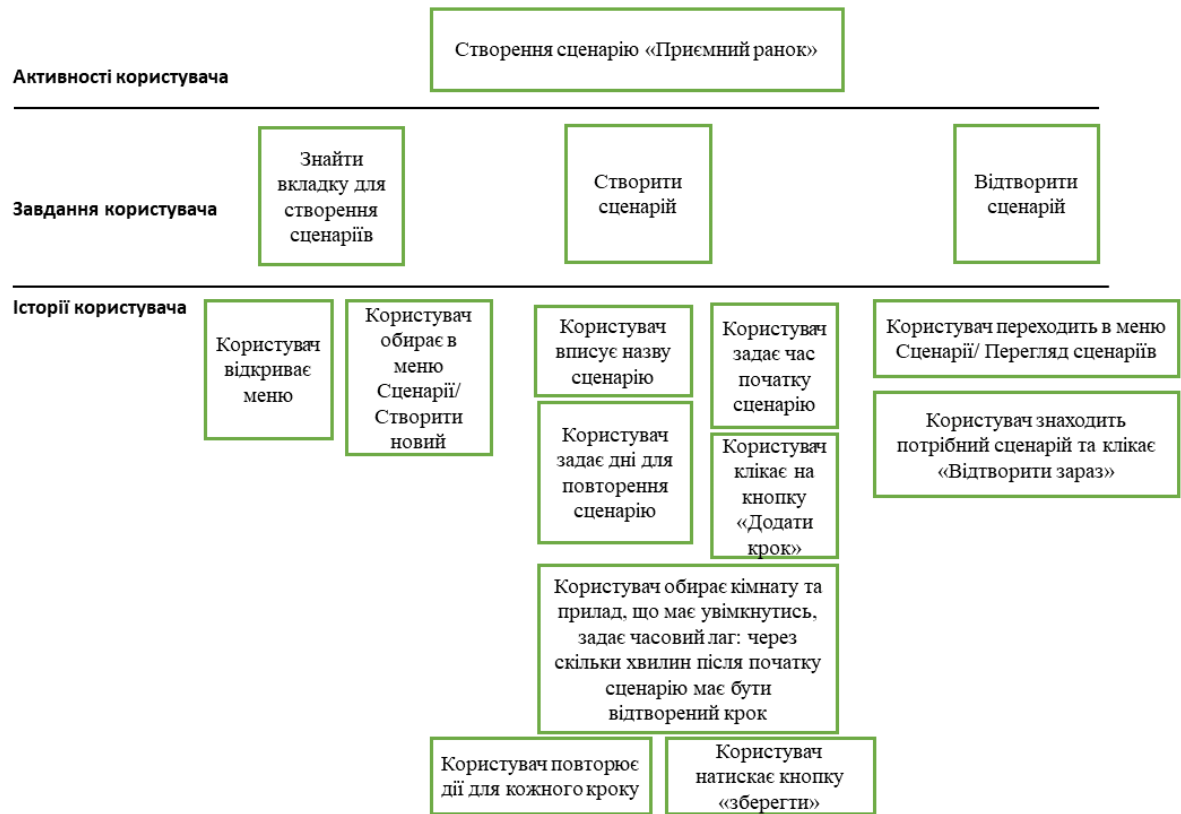 Створення сценарію «Приємний ранок»
Активності користувача
Знайти
вкладку для
створення
сценаріїв
Створити
сценарій
Відтворити
сценарій
Завдання користувача
Історії користувача
Користувач
відкриває
меню
Користувач
обирає в
меню
Сценарії/
Створити
новий
Користувач
вписує назву
сценарію
Користувач
задає час
початку
сценарію
Користувач переходить в меню
Сценарії/ Перегляд сценаріїв
Користувач
задає дні для
повторення
сценарію
Користувач
клікає на
кнопку
«Додати
крок»
Користувач знаходить
потрібний сценарій та клікає
«Відтворити зараз»
Користувач обирає кімнату та
прилад, що має увімкнутись,
задає часовий лаг: через
скільки хвилин після початку
сценарію має бути
відтворений крок
Користувач повторює
дії для кожного кроку
Користувач
натискає кнопку
«зберегти»